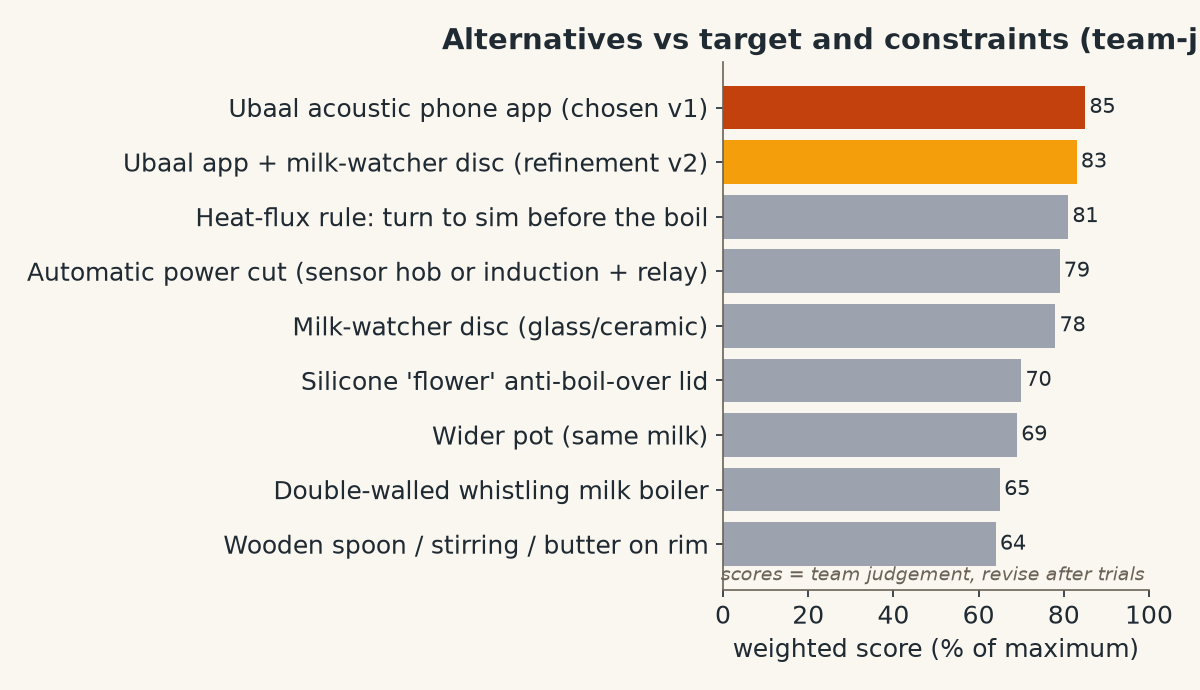 Alternatives vs target and constraints (team-j
Ubaal acoustic phone app (chosen v1) 85
Ubaal app + milk-watcher disc (refinement v2) 83
Heat-flux rule: turn to sim before the boil 81
Automatic power cut (sensor hob or induction + relay) 79
Milk-watcher disc (glass/ceramic) 78
Silicone 'flower' anti-boil-over lid 70
Wider pot (same milk) 69
Double-walled whistling milk boiler 65
Wooden spoon / stirring / butter on rim 64
scores = team judgement, revise after trials
0 20 40 60 80 100
weighted score (% of maximum)